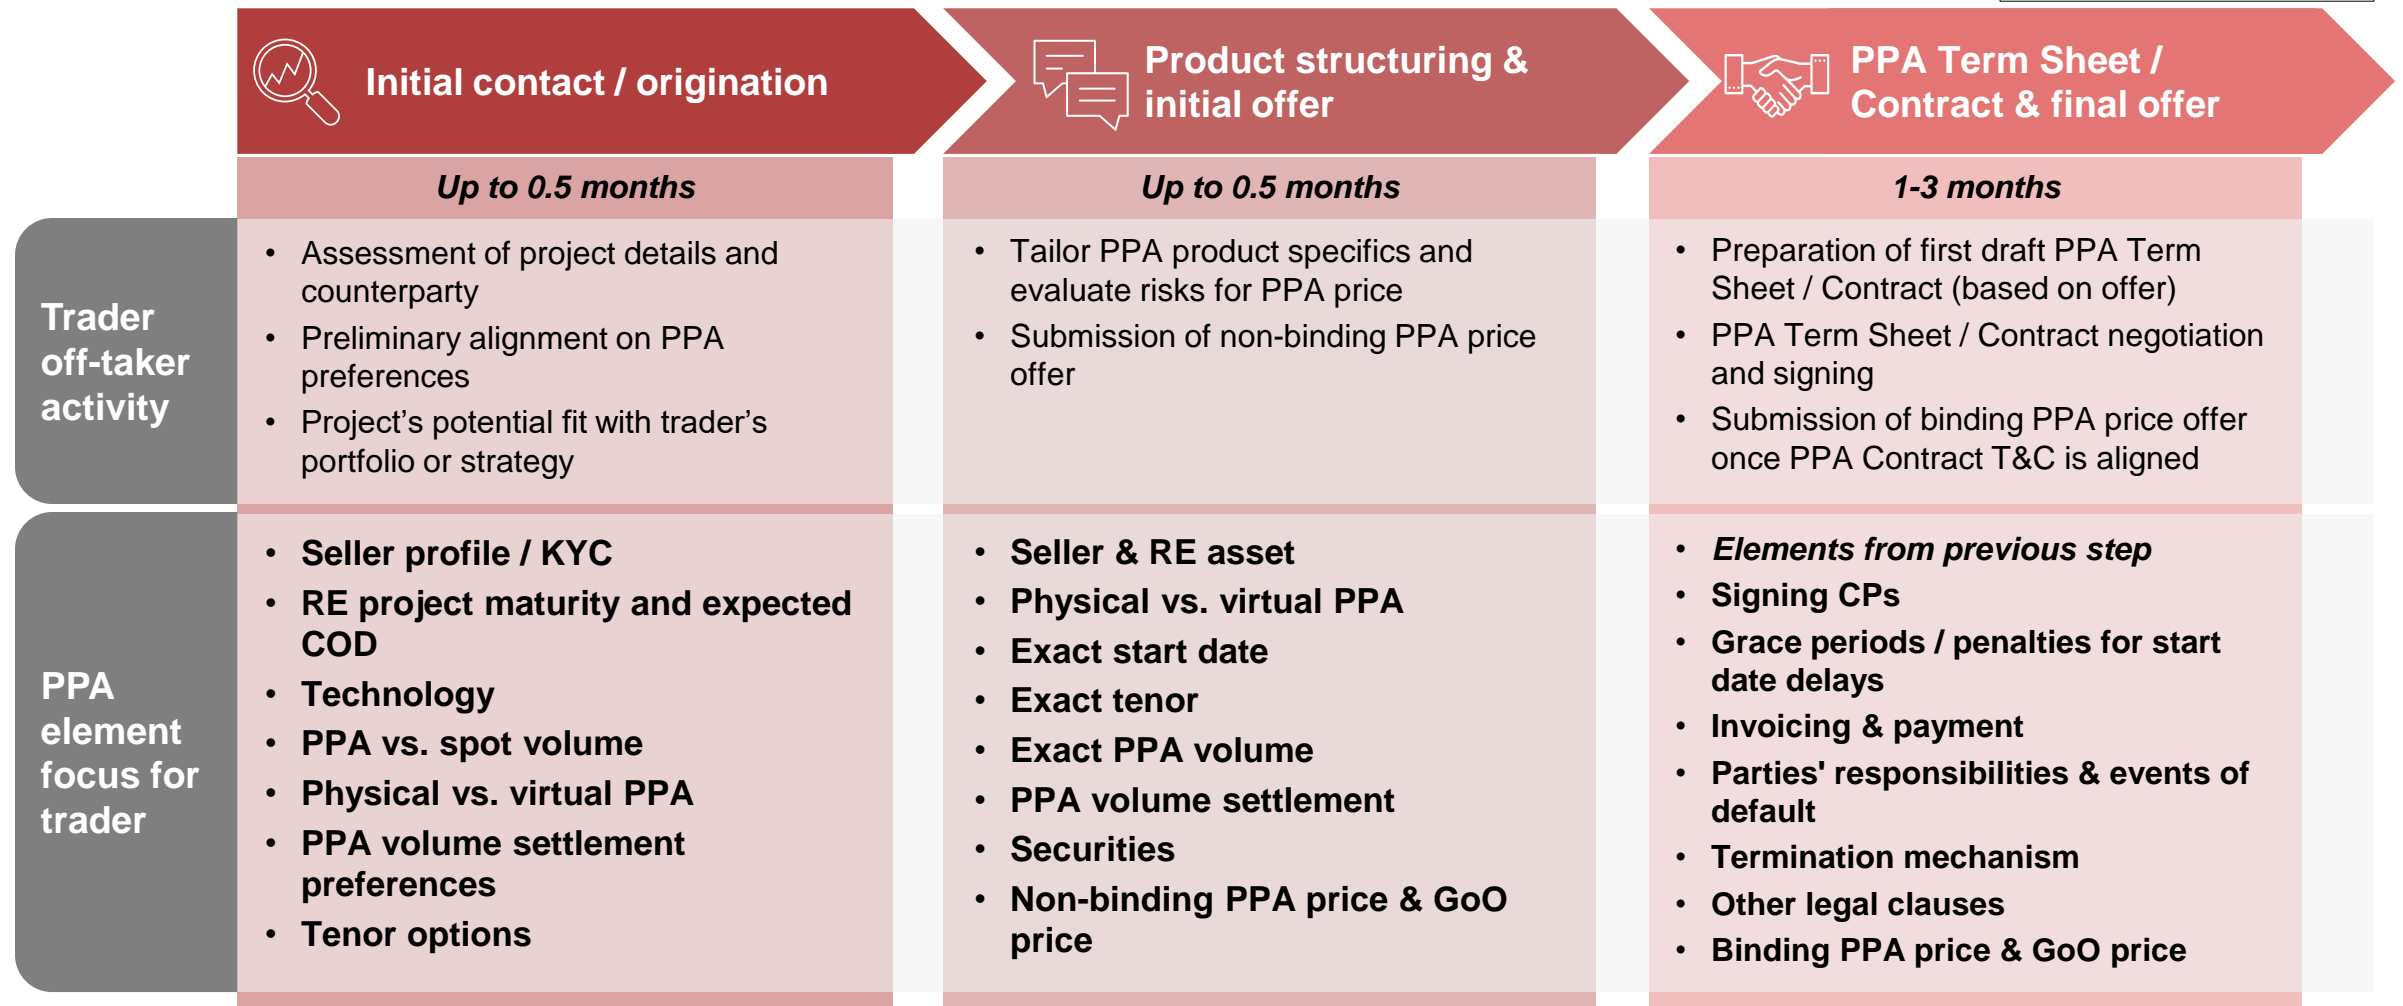 Initial contact / origination
Product structuring &
initial offer
PPA Term Sheet /
Contract & final offer
Up to 0.5 months
Up to 0.5 months
1-3 months
Trader
off-taker
activity
• Assessment of project details and
counterparty
• Preliminary alignment on PPA
preferences
• Project’s potential fit with trader’s
portfolio or strategy
• Tailor PPA product specifics and
evaluate risks for PPA price
• Submission of non-binding PPA price
offer
• Preparation of first draft PPA Term
Sheet / Contract (based on offer)
• PPA Term Sheet / Contract negotiation
and signing
• Submission of binding PPA price offer
once PPA Contract T&C is aligned
PPA
element
focus for
trader
• Seller profile / KYC
• RE project maturity and expected
COD
• Technology
• PPA vs. spot volume
• Physical vs. virtual PPA
• PPA volume settlement
preferences
• Tenor options
• Seller & RE asset
• Physical vs. virtual PPA
• Exact start date
• Exact tenor
• Exact PPA volume
• PPA volume settlement
• Securities
• Non-binding PPA price & GoO
price
• Elements from previous step
• Signing CPs
• Grace periods / penalties for start
date delays
• Invoicing & payment
• Parties' responsibilities & events of
default
• Termination mechanism
• Other legal clauses
• Binding PPA price & GoO price